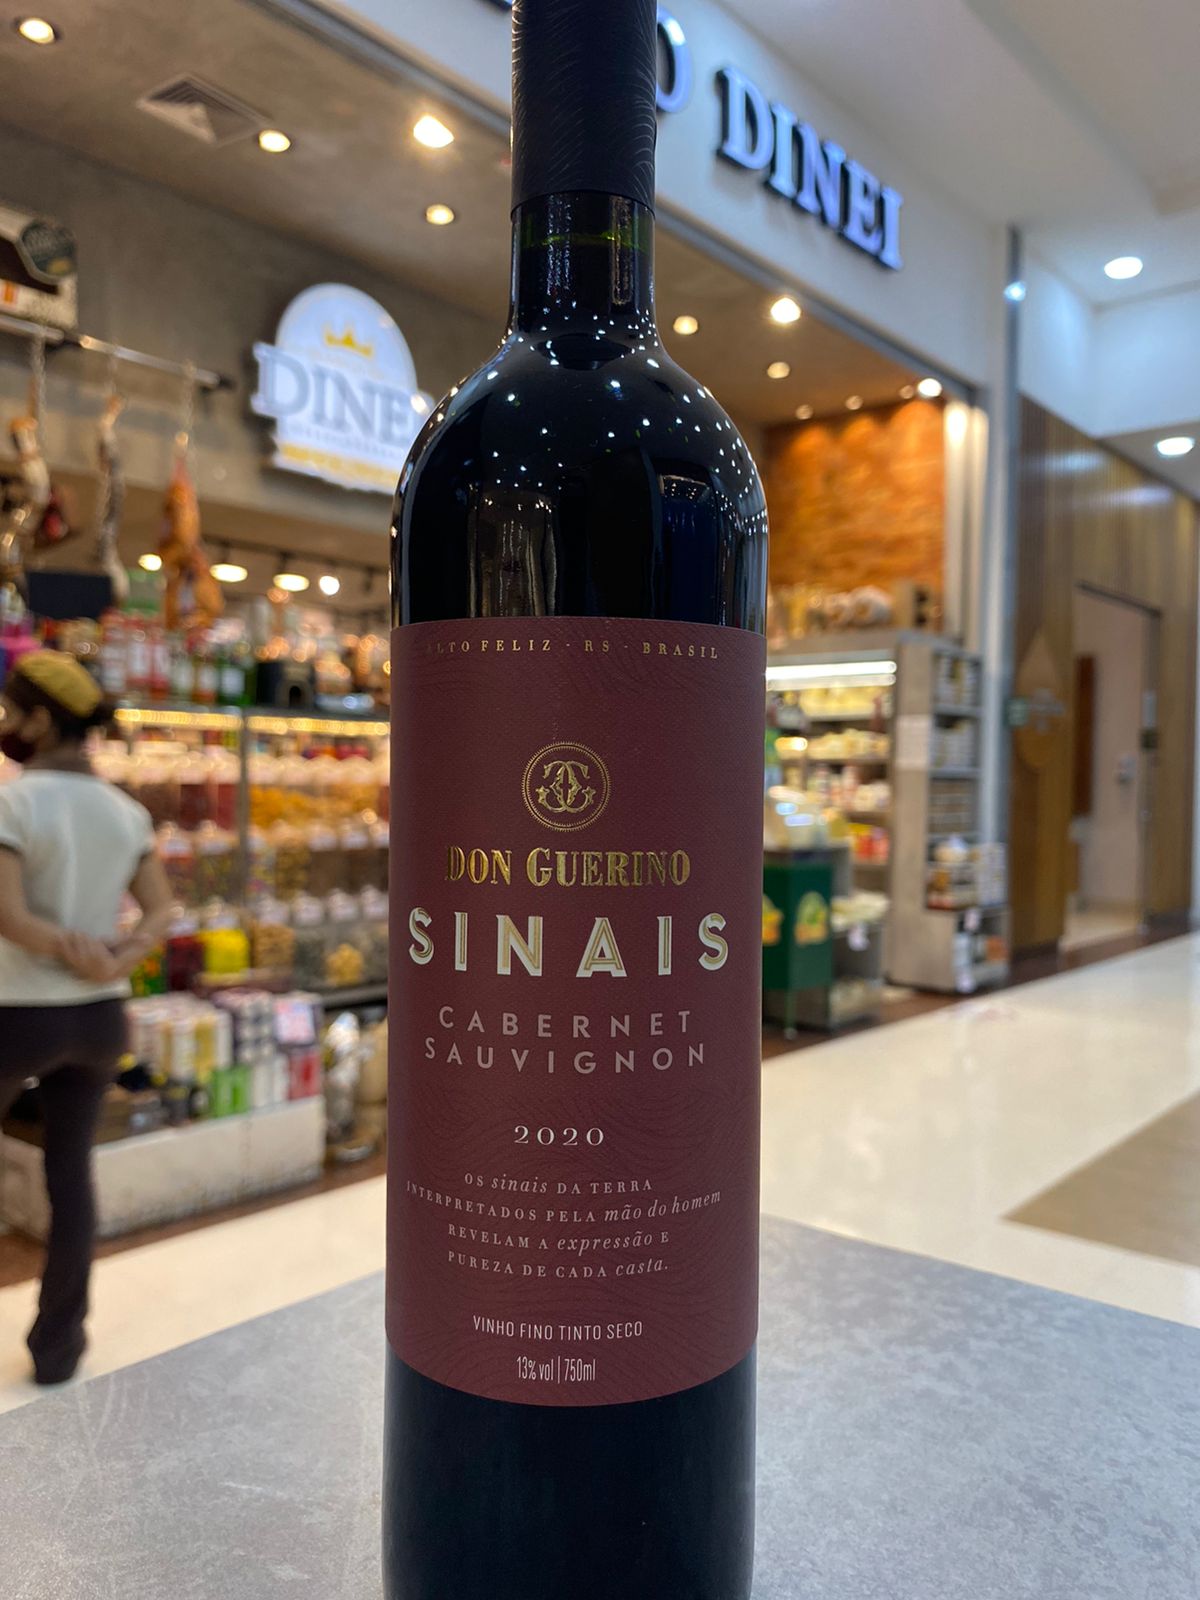 DINEI
DINE
ALTO FELIZ - RS - BRASIL
DON GUERINO
SINAIS
CABERNET
SAUVIGNON
2020
OS sinais DA TERRA
INTERPRETADOS PELA mão do homem
REVELAM A expressão E
PUREZA DE CADA casta.
VINHO FINO TINTO SECO
13% vol | 750ml